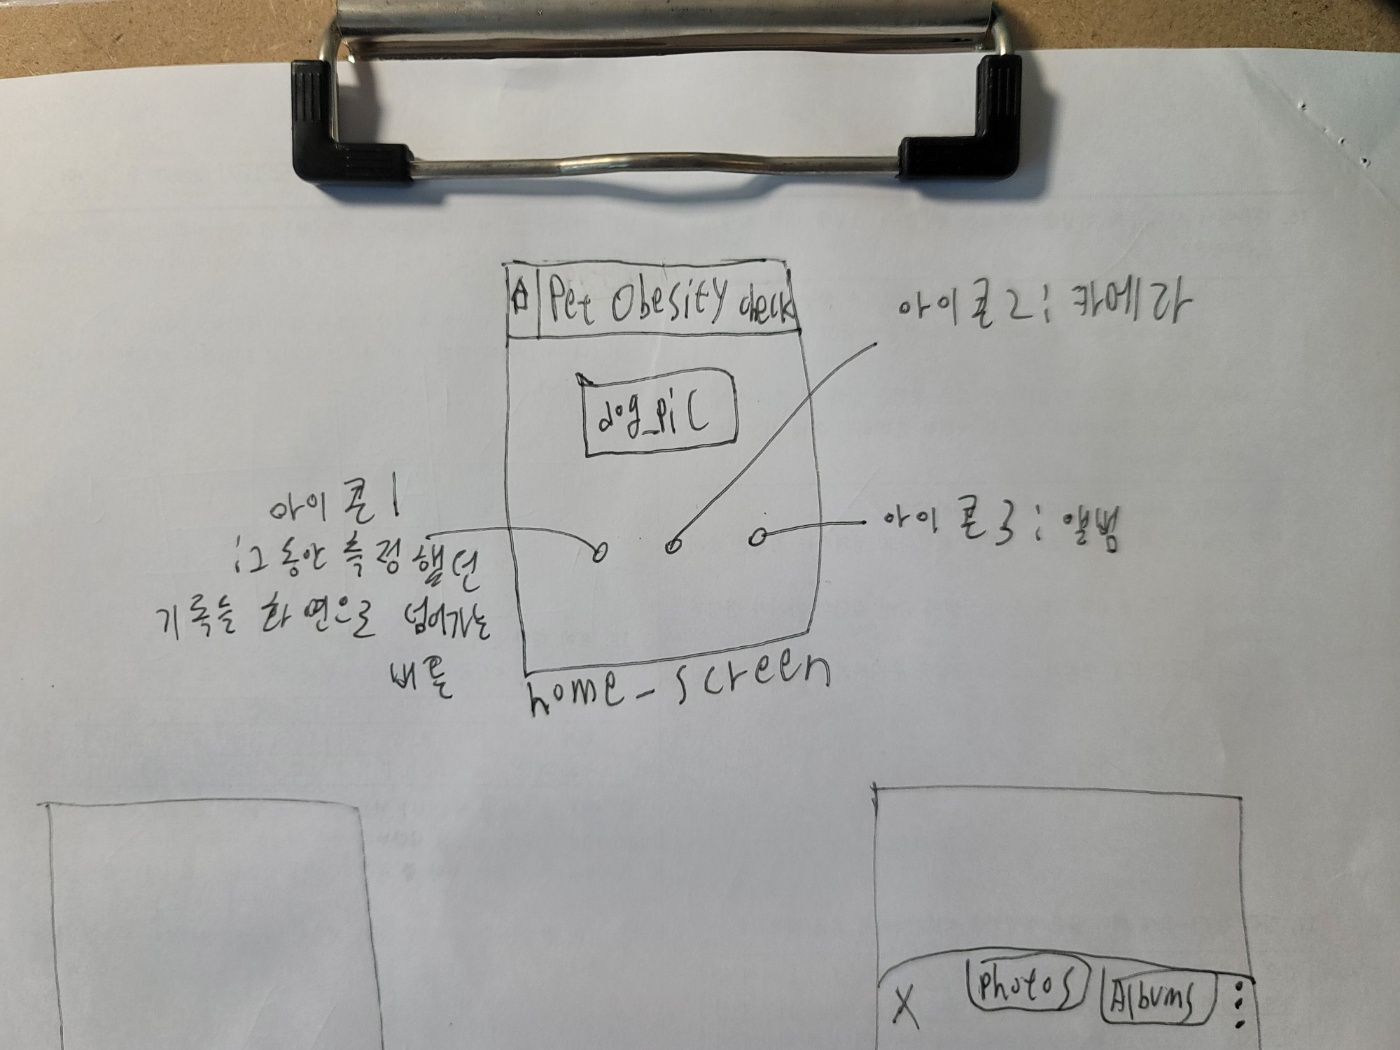 Pet Obesity check
dog_pic
아이콘2 : 카메라
아이콘3 : 앨범
아이콘1
: 그동안 측정했던
기록들 화면으로 넘어가는
버튼
home_screen
X Photos Albums